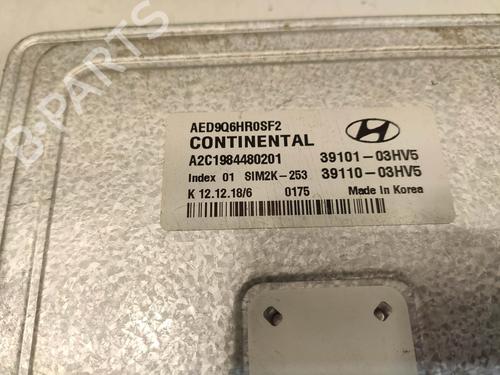 B-PARTS
AED9Q6HR0SF2
CONTINENTAL
A2C1984480201 39101-03HV5
Index 01 SIM2K-253 39110-03HV5
K 12.12.18/6 0175 Made In Korea